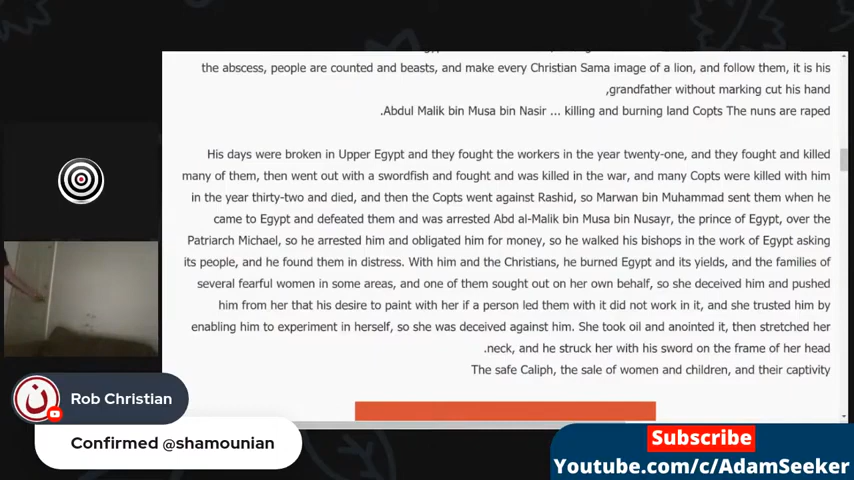 the abscess, people are counted and beasts, and make every Christian Sama image of a lion, and follow them, it is his
,grandfather without marking cut his hand
.Abdul Malik bin Musa bin Nasir ... killing and burning land Copts The nuns are raped
His days were broken in Upper Egypt and they fought the workers in the year twenty-one, and they fought and killed
many of them, then went out with a swordfish and fought and was killed in the war, and many Copts were killed with him
in the year thirty-two and died, and then the Copts went against Rashid, so Marwan bin Muhammad sent them when he
came to Egypt and defeated them and was arrested Abd al-Malik bin Musa bin Nusayr, the prince of Egypt, over the
Patriarch Michael, so he arrested him and obligated him for money, so he walked his bishops in the work of Egypt asking
its people, and he found them in distress. With him and the Christians, he burned Egypt and its yields, and the families of
several fearful women in some areas, and one of them sought out on her own behalf, so she deceived him and pushed
him from her that his desire to paint with her if a person led them with it did not work in it, and she trusted him by
enabling him to experiment in herself, so she was deceived against him. She took oil and anointed it, then stretched her
.neck, and he struck her with his sword on the frame of her head
The safe Caliph, the sale of women and children, and their captivity
ن
Rob Christian
Confirmed @shamounian
Subscribe
Youtube.com/c/AdamSeeker